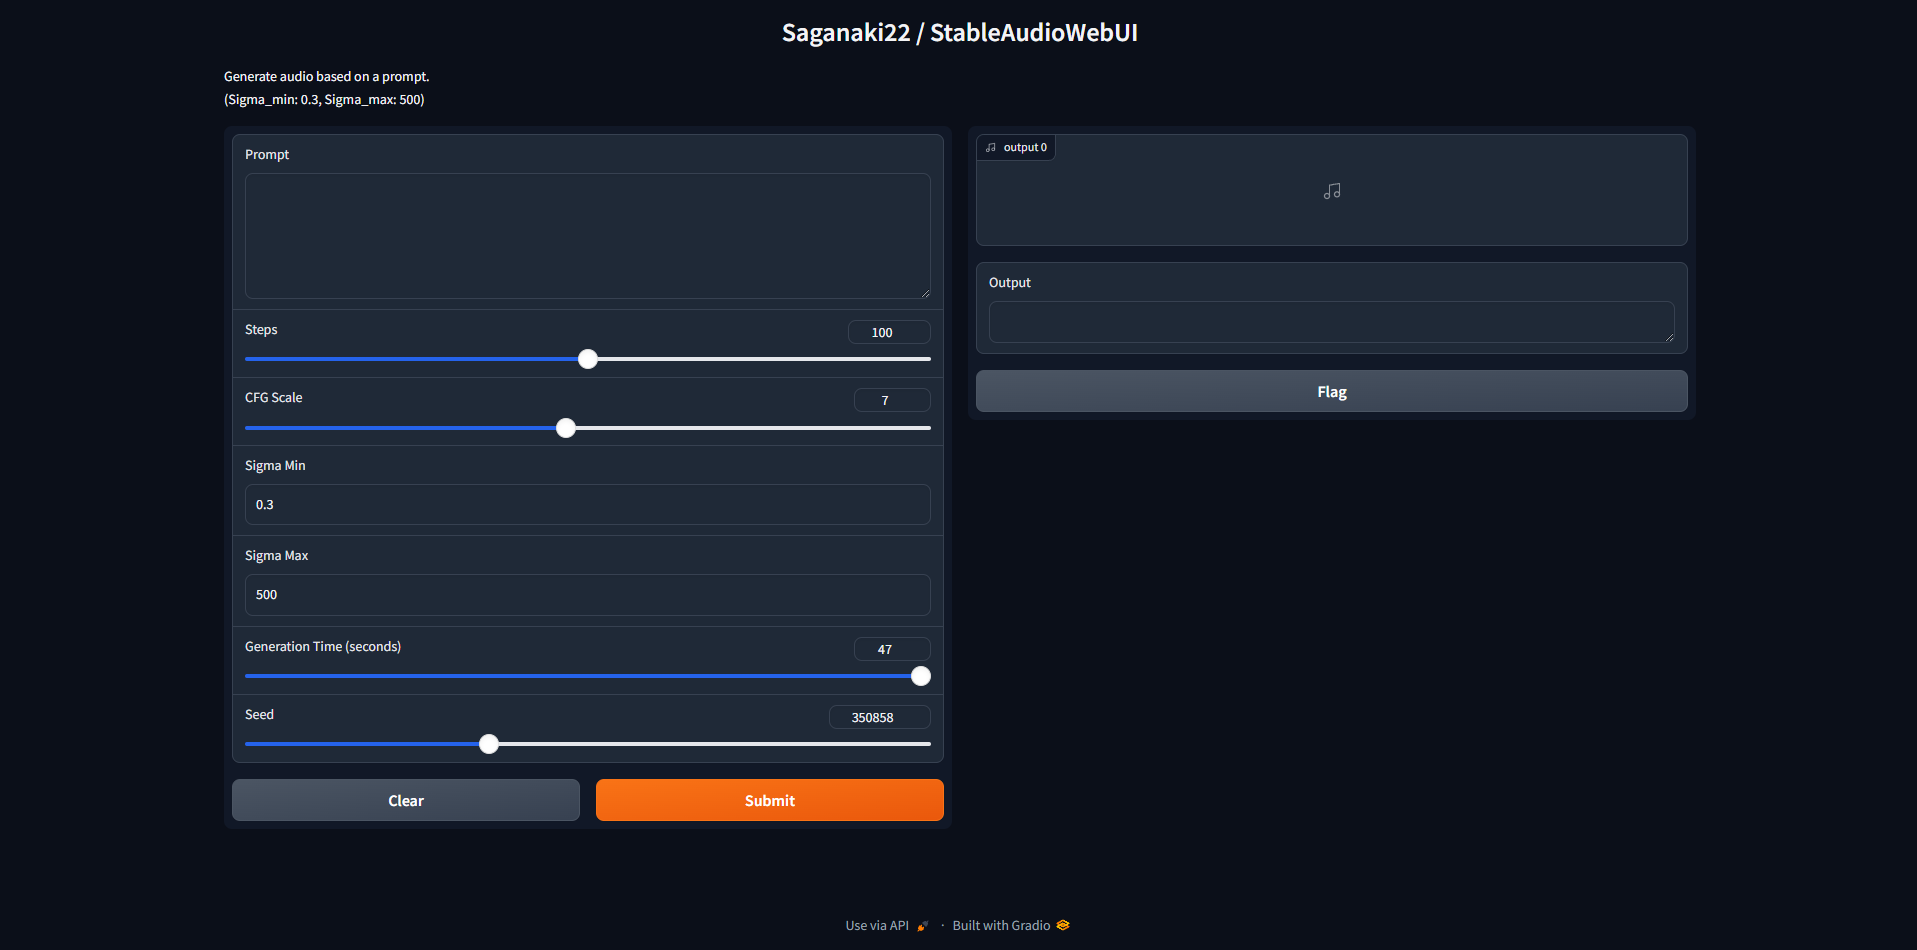 Saganaki22 / StableAudioWebUI
Generate audio based on a prompt.
(Sigma_min: 0.3, Sigma_max: 500)
Prompt
Steps
100
CFG Scale
7
Sigma Min
0.3
Sigma Max
500
Generation Time (seconds)
47
Seed
350858
Clear
Submit
output 0
Output
Flag
Use via API · Built with Gradio